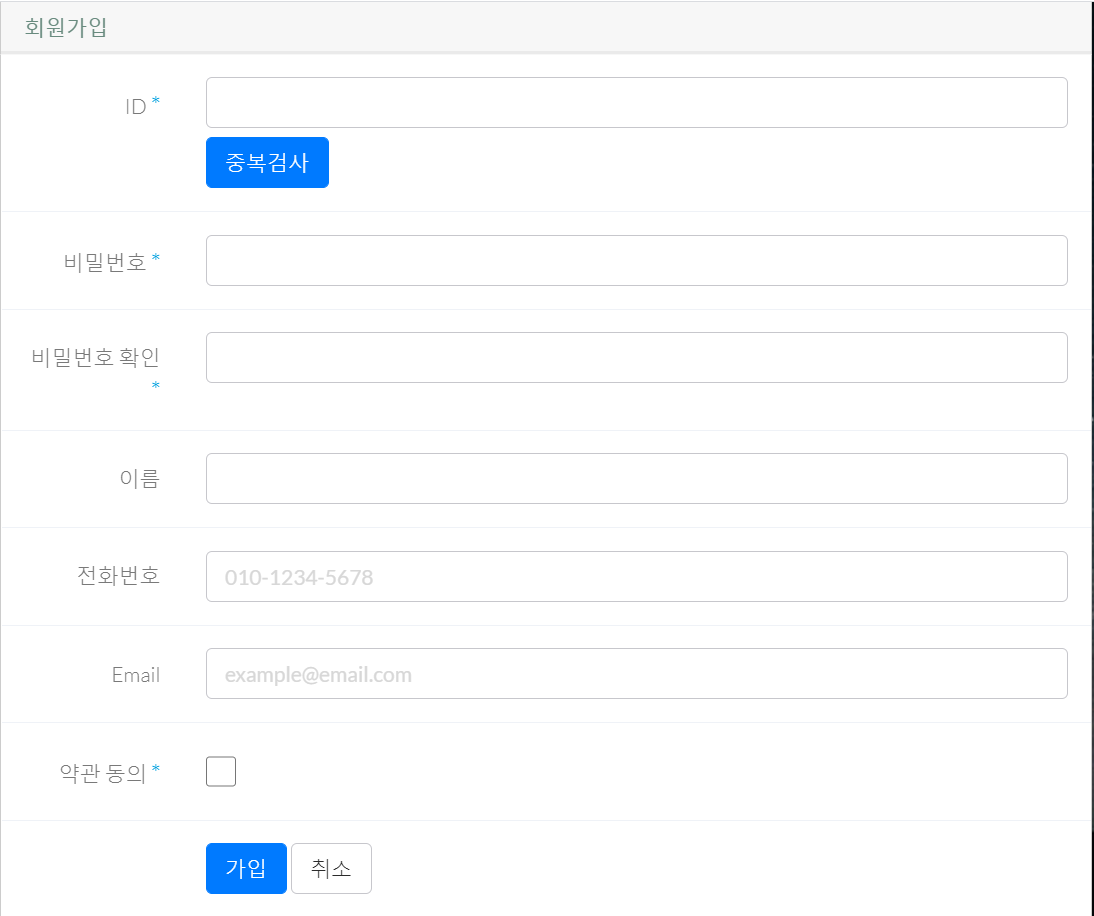 회원가입
ID *
중복검사
비밀번호 *
비밀번호 확인
*
이름
전화번호 010-1234-5678
Email example@email.com
약관 동의 *
가입 취소